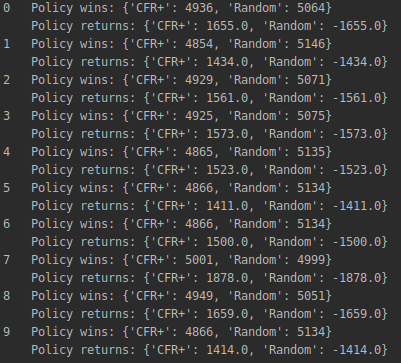 0 Policy wins: {'CFR+': 4936, 'Random': 5064}
Policy returns: {'CFR+': 1655.0, 'Random': -1655.0}
1 Policy wins: {'CFR+': 4854, 'Random': 5146}
Policy returns: {'CFR+': 1434.0, 'Random': -1434.0}
2 Policy wins: {'CFR+': 4929, 'Random': 5071}
Policy returns: {'CFR+': 1561.0, 'Random': -1561.0}
3 Policy wins: {'CFR+': 4925, 'Random': 5075}
Policy returns: {'CFR+': 1573.0, 'Random': -1573.0}
4 Policy wins: {'CFR+': 4865, 'Random': 5135}
Policy returns: {'CFR+': 1523.0, 'Random': -1523.0}
5 Policy wins: {'CFR+': 4866, 'Random': 5134}
Policy returns: {'CFR+': 1411.0, 'Random': -1411.0}
6 Policy wins: {'CFR+': 4866, 'Random': 5134}
Policy returns: {'CFR+': 1500.0, 'Random': -1500.0}
7 Policy wins: {'CFR+': 5001, 'Random': 4999}
Policy returns: {'CFR+': 1878.0, 'Random': -1878.0}
8 Policy wins: {'CFR+': 4949, 'Random': 5051}
Policy returns: {'CFR+': 1659.0, 'Random': -1659.0}
9 Policy wins: {'CFR+': 4866, 'Random': 5134}
Policy returns: {'CFR+': 1414.0, 'Random': -1414.0}